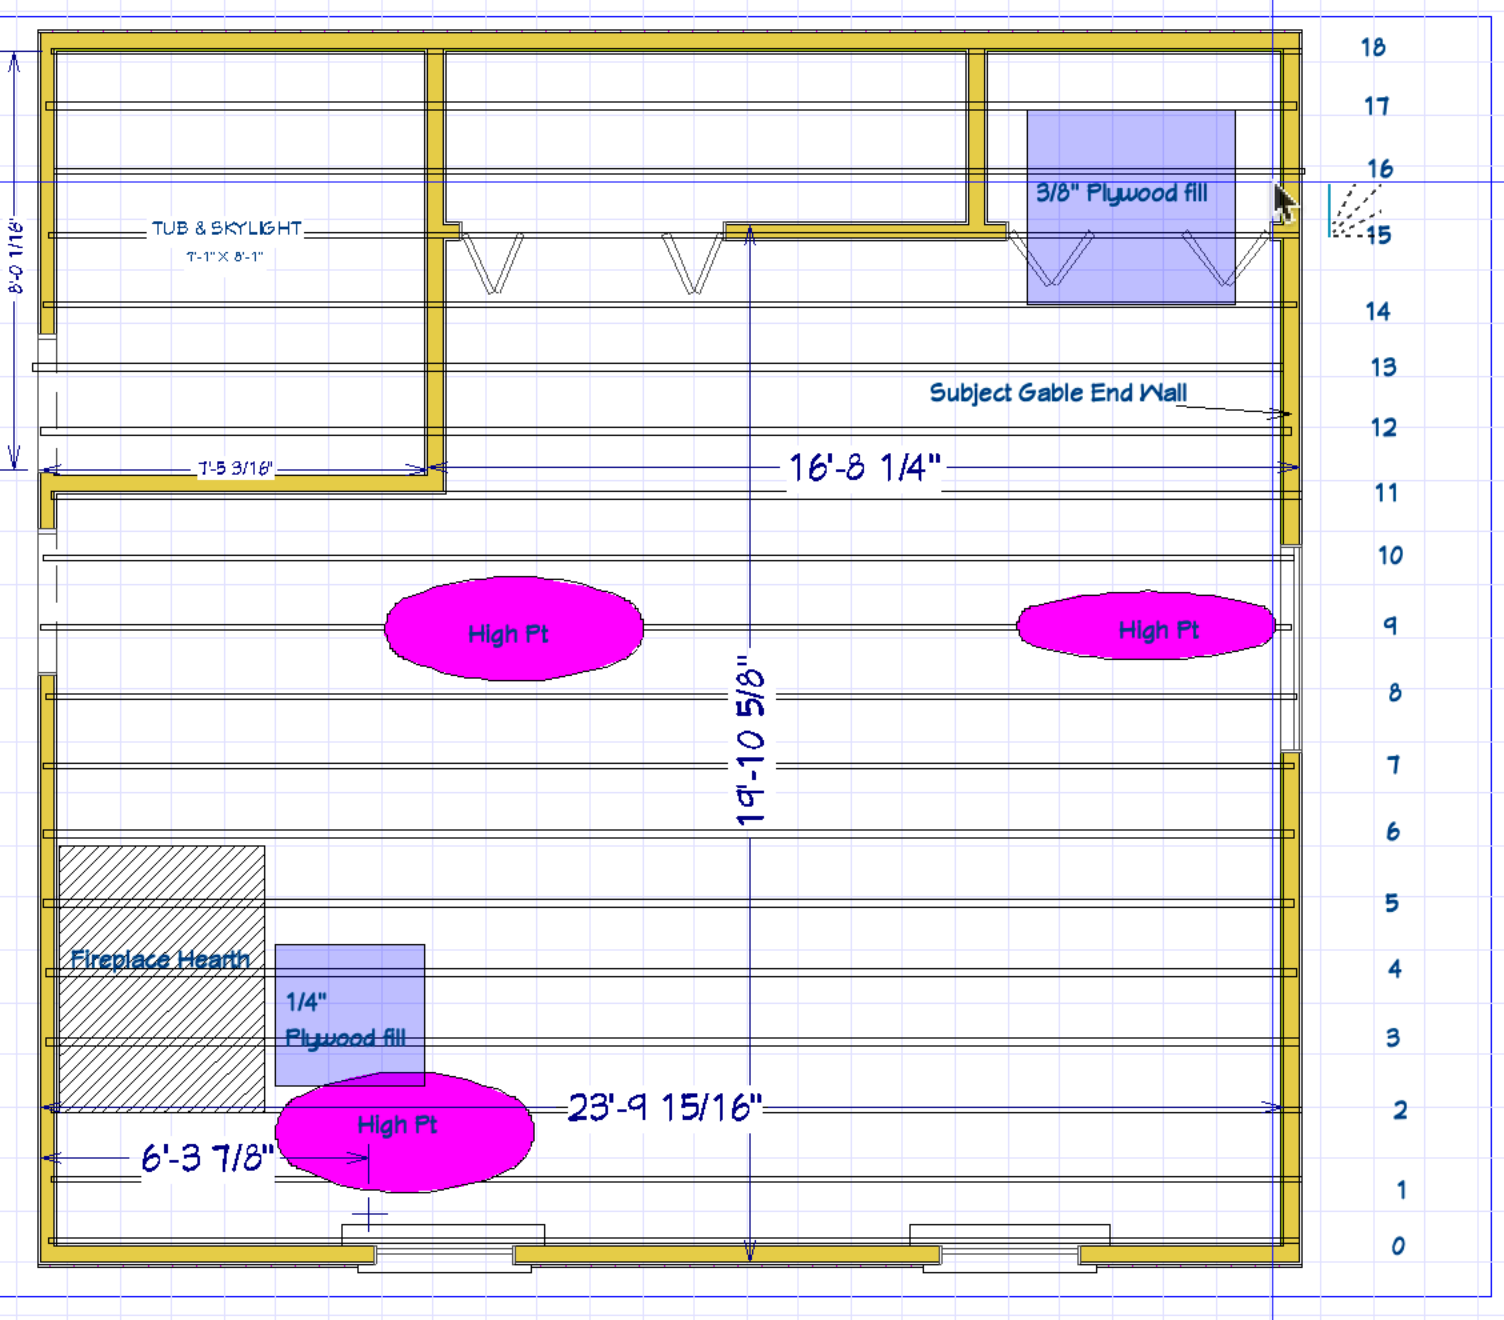 18
17
16
3/8" Plywood fill
TUB & SKYLIGHT
15
7'-1" X 8'-1"
8'-0 1/16"
14
13
Subject Gable End Wall
12
7'-5 3/16"
16'-8 1/4"
11
10
9
High Pt
High Pt
8
19'-10 5/8"
7
6
5
Fireplace Hearth
4
1/4"
Plywood fill
3
23'-9 15/16"
2
High Pt
6'-3 7/8"
1
0